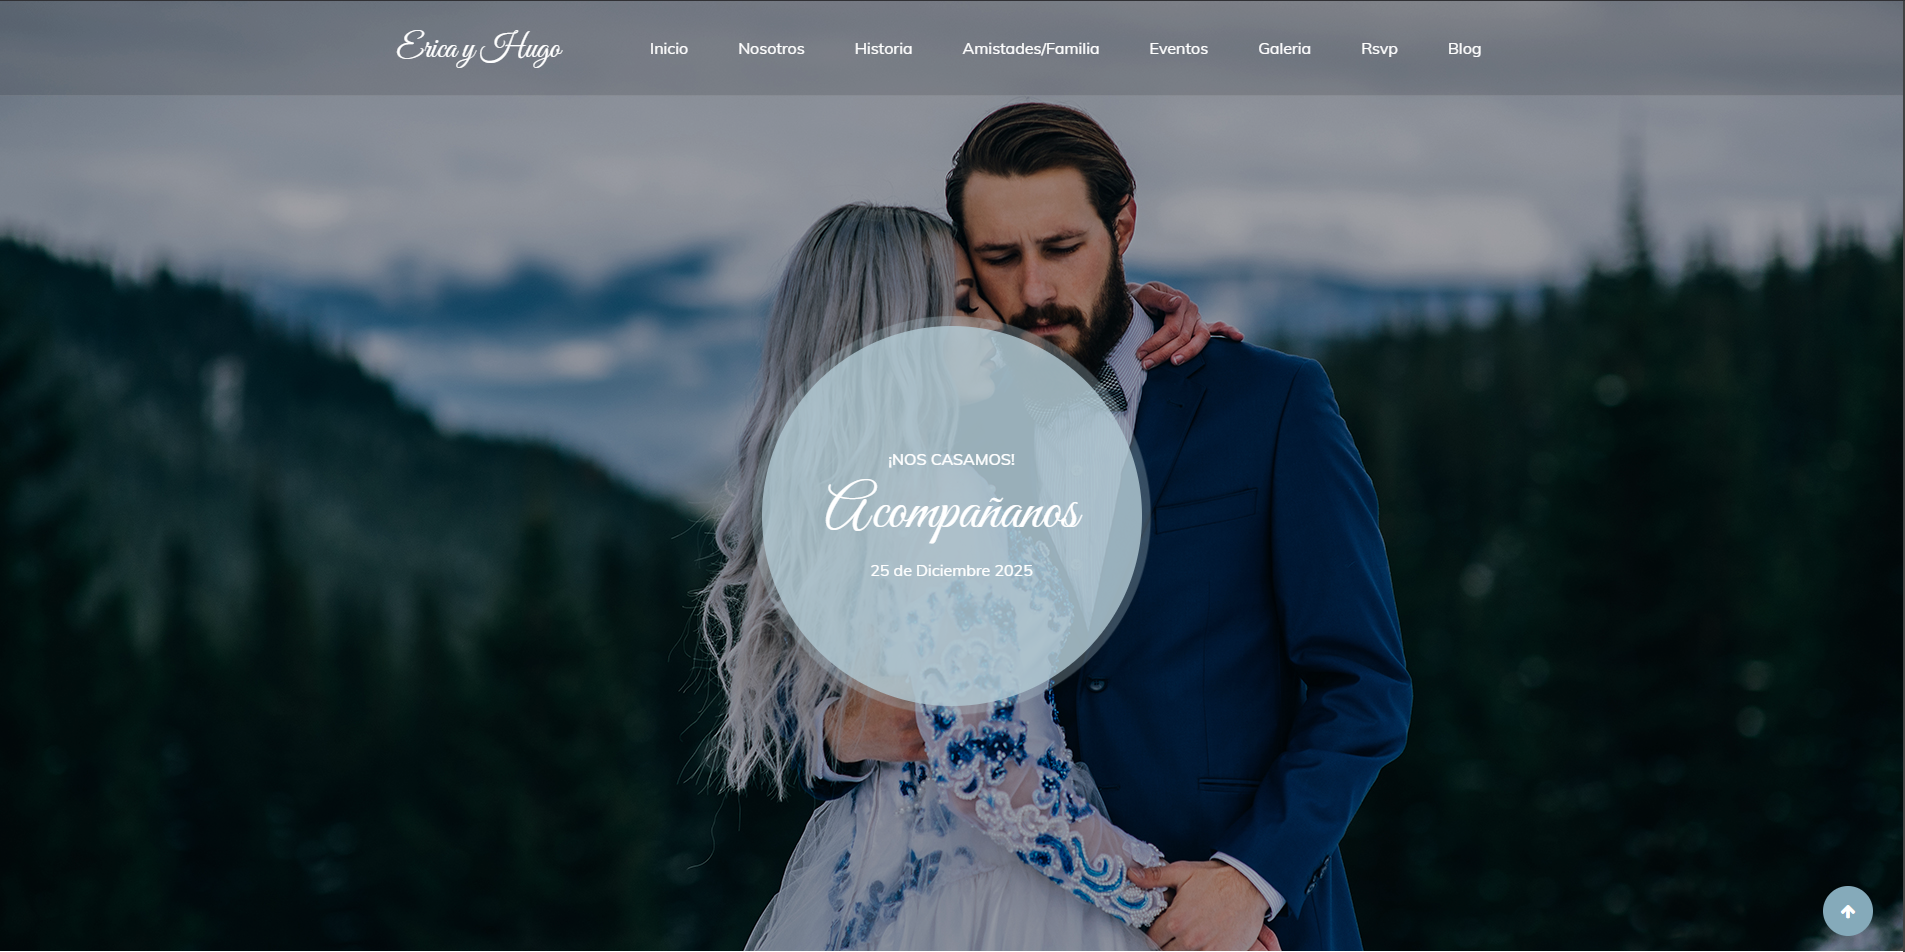 Erica y Hugo
Inicio Nosotros Historia Amistades/Familia Eventos Galeria Rsvp Blog
¡NOS CASAMOS!
Acompañanos
25 de Diciembre 2025